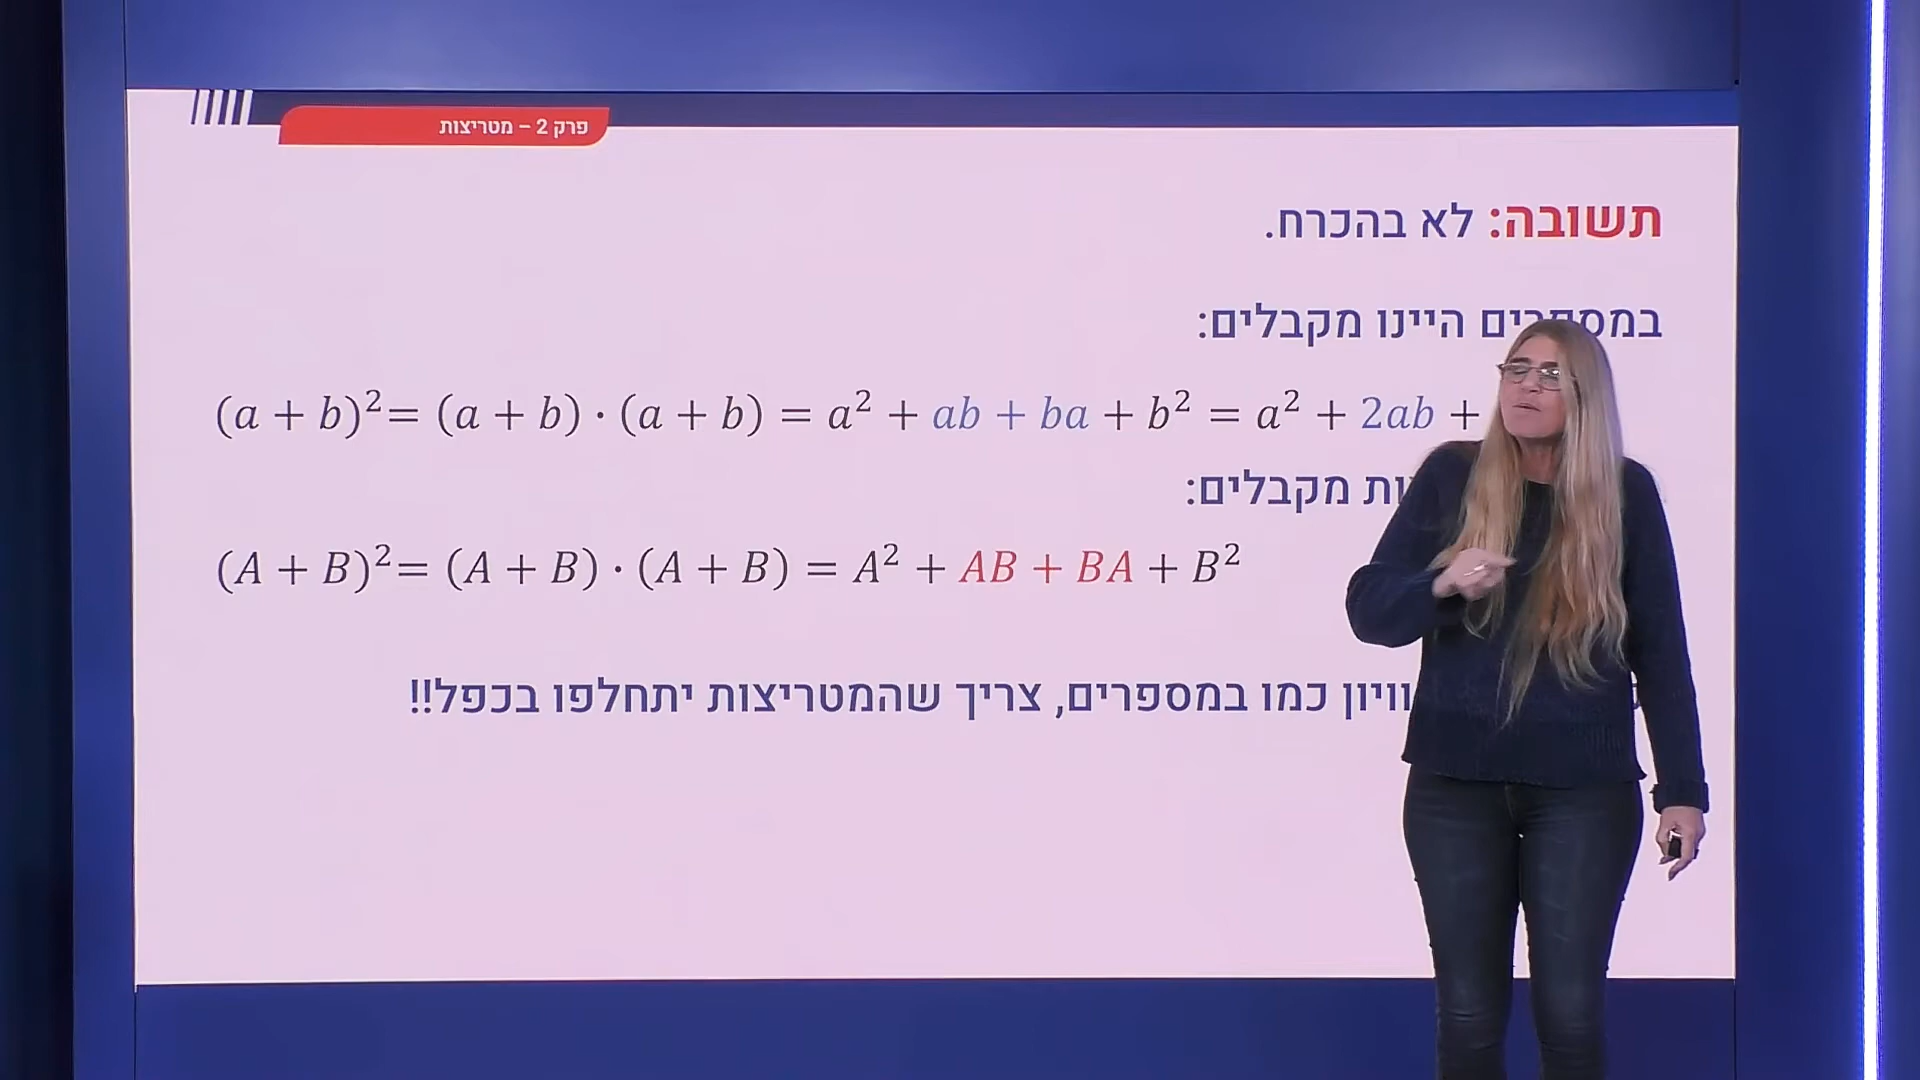 פרק 2 – מטריצות
תשובה: לא בהכרח.
במספרים היינו מקבלים:
(a + b)²= (a + b) · (a + b) = a² + ab + ba + b² = a² + 2ab +
מקבלים:
(A + B)²= (A + B) · (A + B) = A² + AB + BA + B²
כמו במספרים, צריך שהמטריצות יתחלפו בכפל!!